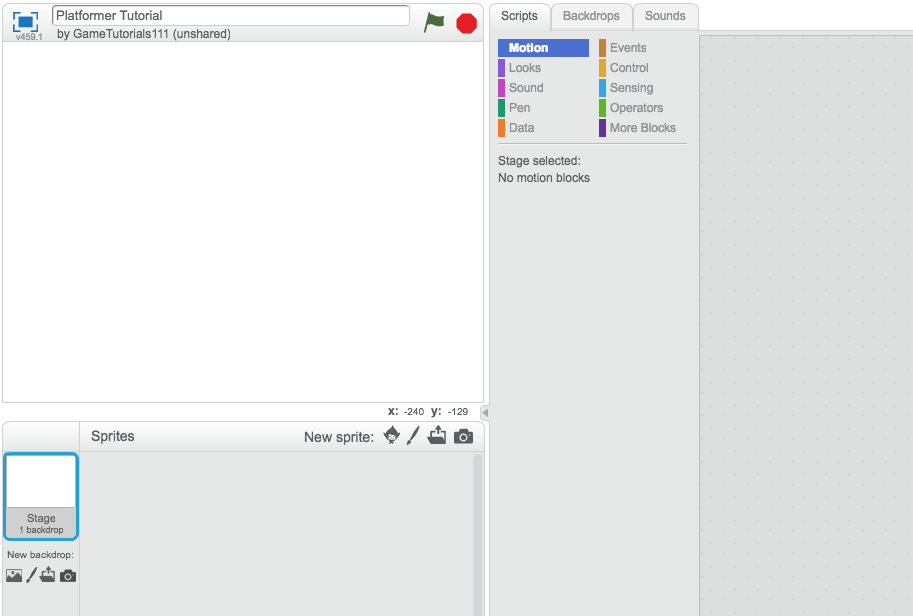 Platformer Tutorial
v459.1
by GameTutorials111 (unshared)
Scripts
Backdrops
Sounds
Motion
Events
Looks
Control
Sound
Sensing
Pen
Operators
Data
More Blocks
Stage selected:
No motion blocks
x: -240 y: -129
Sprites
New sprite:
Stage
1 backdrop
New backdrop: